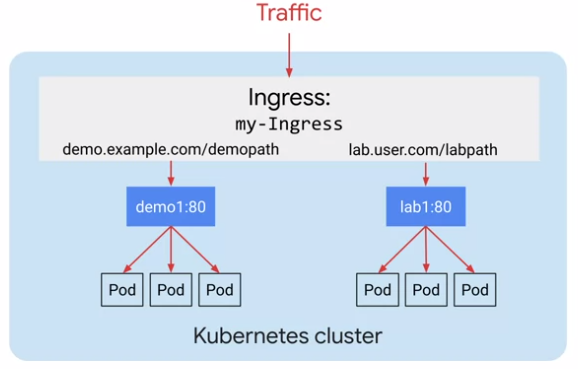 Traffic
Ingress:
my-Ingress
demo.example.com/demopath
lab.user.com/labpath
demo1:80
lab1:80
Pod
Pod
Pod
Pod
Pod
Pod
Kubernetes cluster